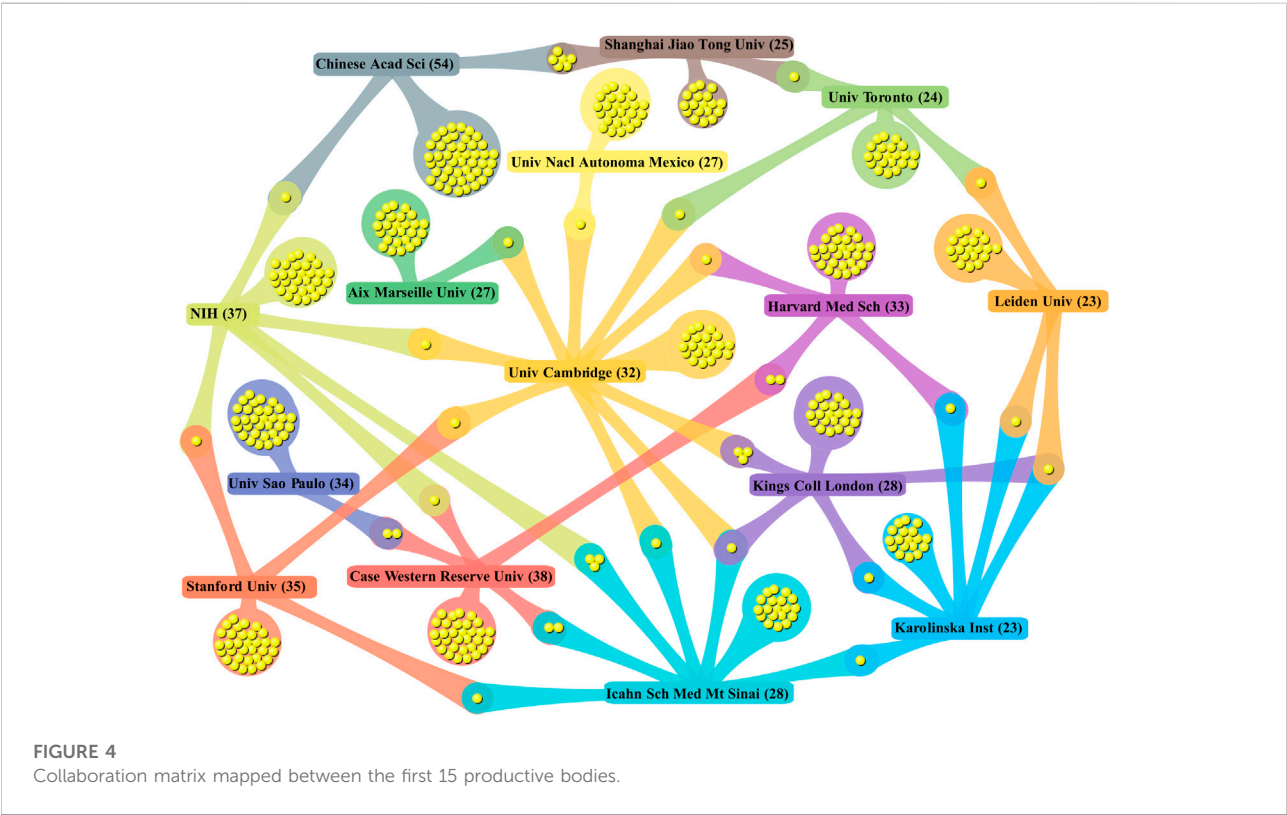 Shanghai Jiao Tong Univ (25)
Chinese Acad Sci (54)
Univ Toronto (24)
Univ Nacl Autonoma Mexico (27)
Aix Marseille Univ (27)
Leiden Univ (23)
Harvard Med Sch (33)
NIH (37)
Univ Cambridge (32)
Univ Sao Paulo (34)
Kings Coll London (28)
Case Western Reserve Univ (38)
Stanford Univ (35)
Karolinska Inst (23)
Icahn Sch Med Mt Sinai (28)
FIGURE 4
Collaboration matrix mapped between the first 15 productive bodies.